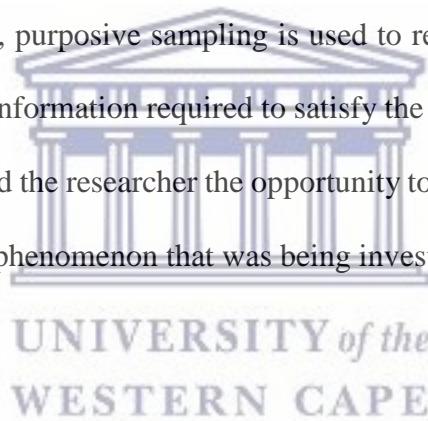 , purposive sampling is used to re
nformation required to satisfy the
d the researcher the opportunity to
phenomenon that was being invest
UNIVERSITY of the
WESTERN CAPE